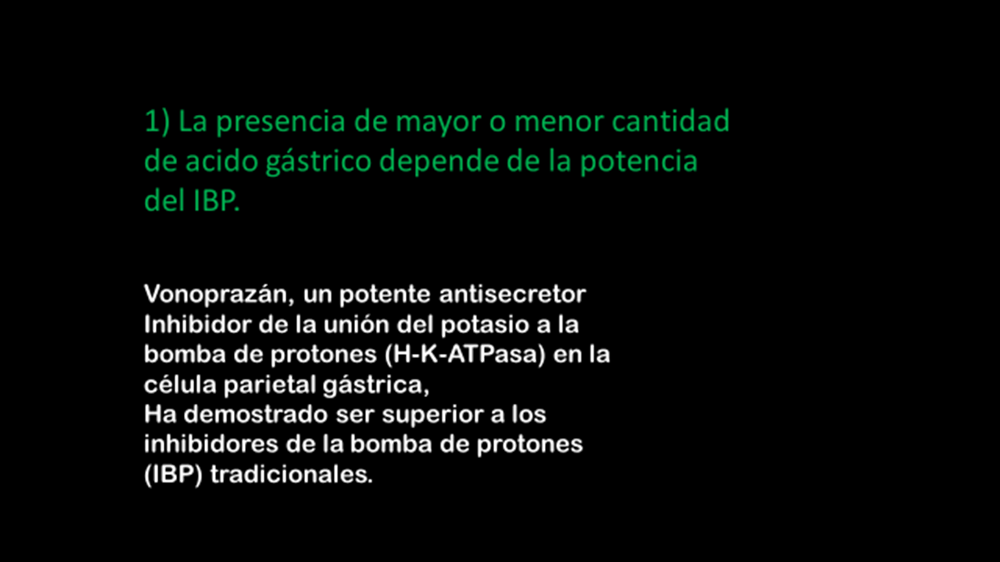 1) La presencia de mayor o menor cantidad
de acido gástrico depende de la potencia
del IBP.
Vonoprazán, un potente antisecretor
Inhibidor de la unión del potasio a la
bomba de protones (H-K-ATPasa) en la
célula parietal gástrica,
Ha demostrado ser superior a los
inhibidores de la bomba de protones
(IBP) tradicionales.